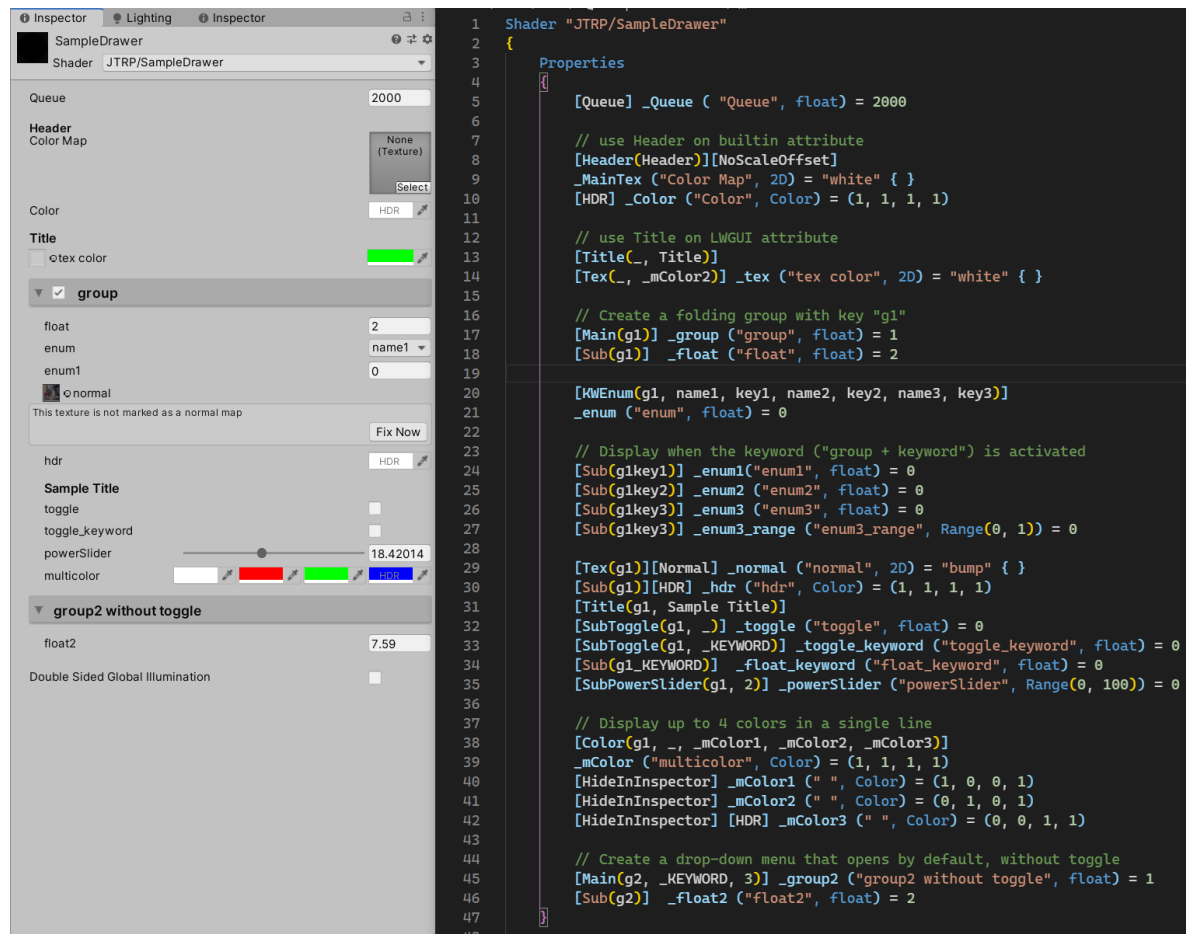 Inspector Lighting Inspector
SampleDrawer
Shader JTRP/SampleDrawer
Queue 2000
Header
Color Map None
(Texture)
Select
Color HDR
Title
tex color
group
float 2
enum name1
enum1 0
normal
This texture is not marked as a normal map
Fix Now
hdr HDR
Sample Title
toggle
toggle_keyword
powerSlider 18.42014
multicolor HDR
group2 without toggle
float2 7.59
Double Sided Global Illumination
1 Shader "JTRP/SampleDrawer"
2 {
3 Properties
4 {
5 [Queue] _Queue ( "Queue", float) = 2000
6
7 // use Header on builtin attribute
8 [Header(Header)][NoScaleOffset]
9 _MainTex ("Color Map", 2D) = "white" { }
10 [HDR] _Color ("Color", Color) = (1, 1, 1, 1)
11
12 // use Title on LWGUI attribute
13 [Title(_, Title)]
14 [Tex(_, _mColor2)] _tex ("tex color", 2D) = "white" { }
15
16 // Create a folding group with key "g1"
17 [Main(g1)] _group ("group", float) = 1
18 [Sub(g1)] _float ("float", float) = 2
19
20 [KWEnum(g1, name1, key1, name2, key2, name3, key3)]
21 _enum ("enum", float) = 0
22
23 // Display when the keyword ("group + keyword") is activated
24 [Sub(g1key1)] _enum1("enum1", float) = 0
25 [Sub(g1key2)] _enum2 ("enum2", float) = 0
26 [Sub(g1key3)] _enum3 ("enum3", float) = 0
27 [Sub(g1key3)] _enum3_range ("enum3_range", Range(0, 1)) = 0
28
29 [Tex(g1)][Normal] _normal ("normal", 2D) = "bump" { }
30 [Sub(g1)][HDR] _hdr ("hdr", Color) = (1, 1, 1, 1)
31 [Title(g1, Sample Title)]
32 [SubToggle(g1, _)] _toggle ("toggle", float) = 0
33 [SubToggle(g1, _KEYWORD)] _toggle_keyword ("toggle_keyword", float) = 0
34 [Sub(g1_KEYWORD)] _float_keyword ("float_keyword", float) = 0
35 [SubPowerSlider(g1, 2)] _powerSlider ("powerSlider", Range(0, 100)) = 0
36
37 // Display up to 4 colors in a single line
38 [Color(g1, _, _mColor1, _mColor2, _mColor3)]
39 _mColor ("multicolor", Color) = (1, 1, 1, 1)
40 [HideInInspector] _mColor1 (" ", Color) = (1, 0, 0, 1)
41 [HideInInspector] _mColor2 (" ", Color) = (0, 1, 0, 1)
42 [HideInInspector] [HDR] _mColor3 (" ", Color) = (0, 0, 1, 1)
43
44 // Create a drop-down menu that opens by default, without toggle
45 [Main(g2, _KEYWORD, 3)] _group2 ("group2 without toggle", float) = 1
46 [Sub(g2)] _float2 ("float2", float) = 2
47 }